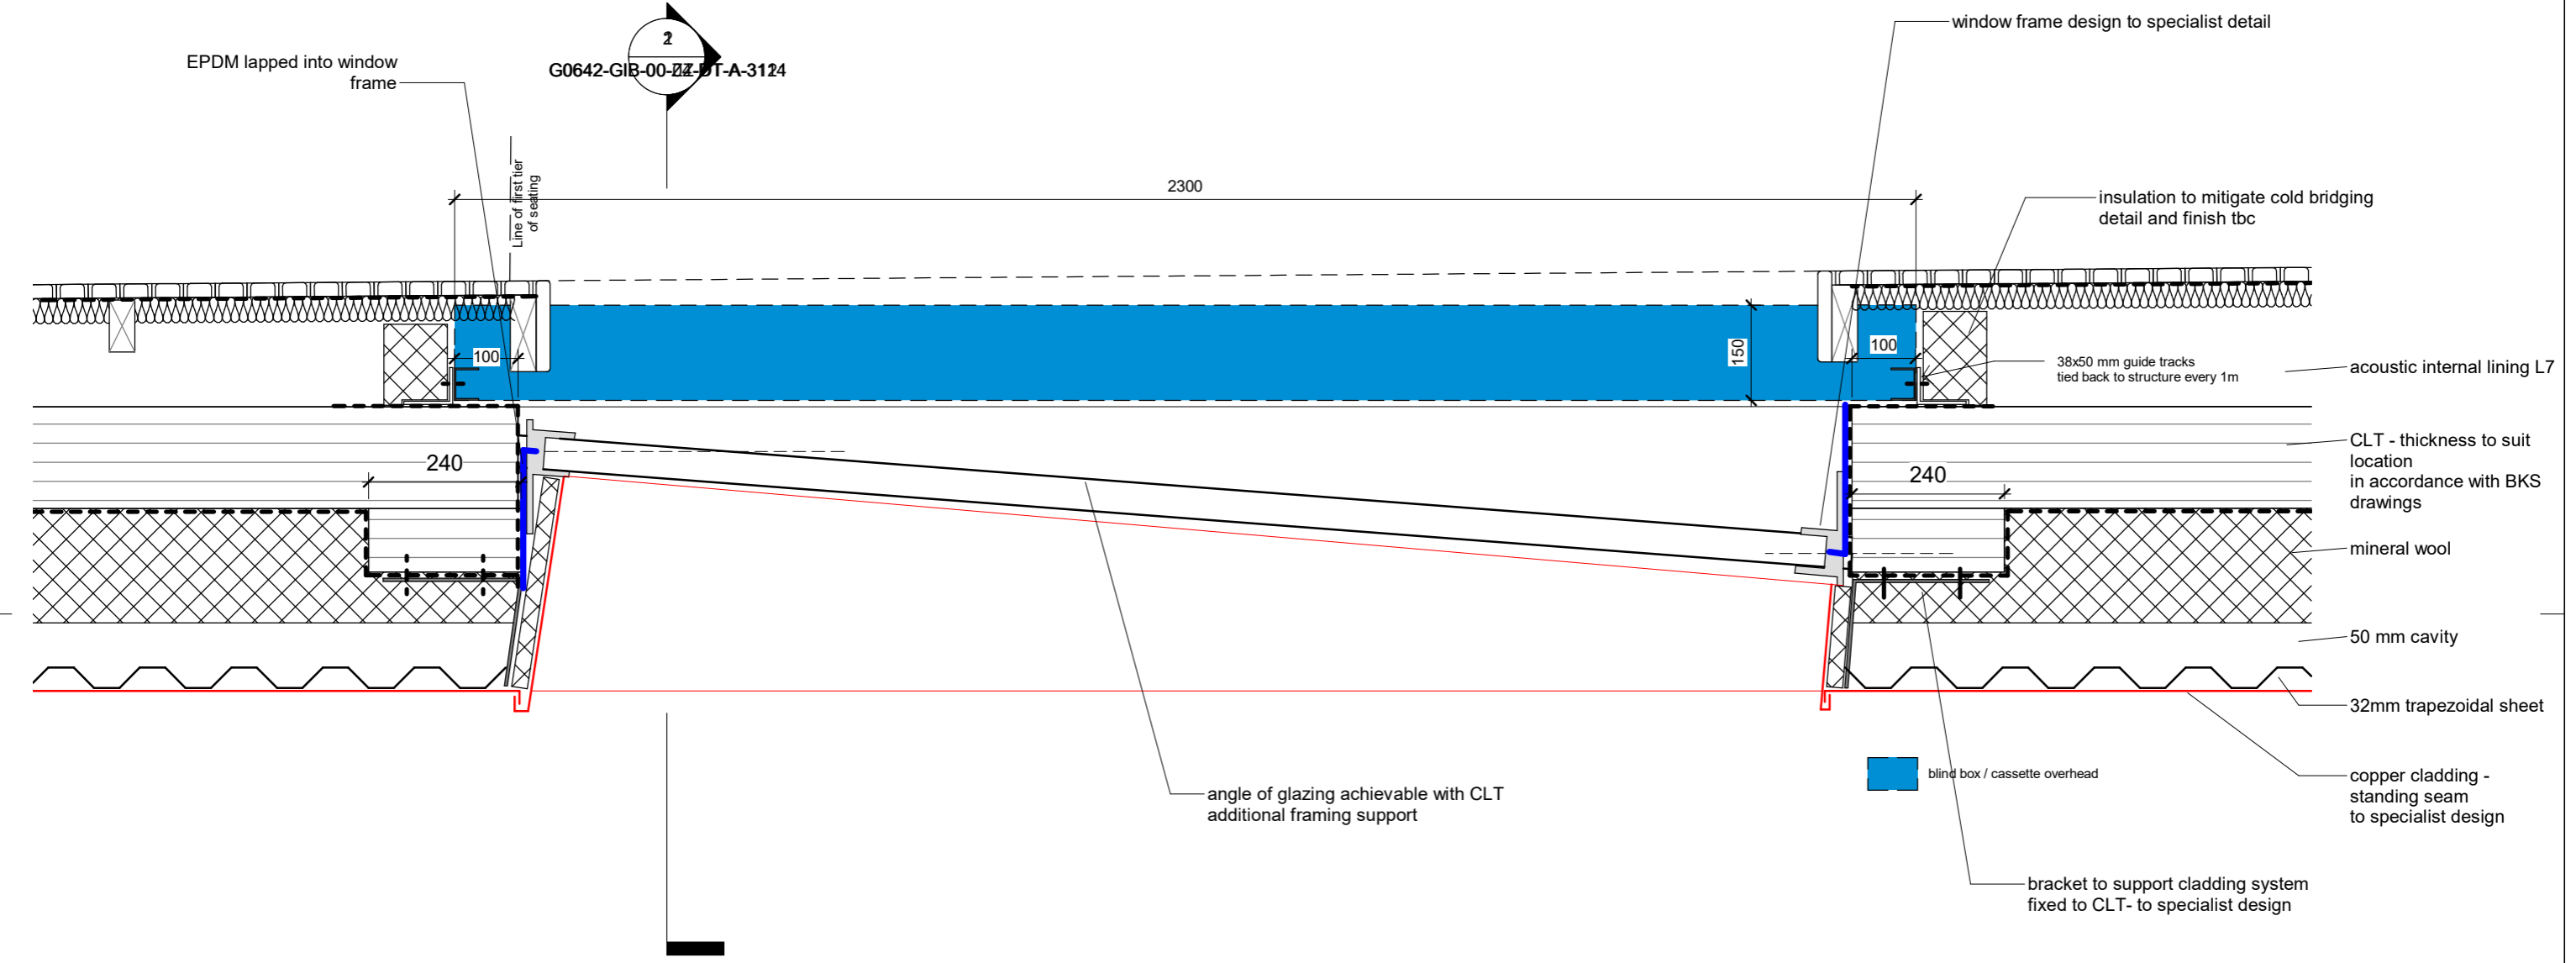 window frame design to specialist detail
EPDM lapped into window
frame
G0642-GIB-00-
DT-A-3
Line of first tier
of seating
2300
insulation to mitigate cold bridging
detail and finish tbc
100
150
100
38x50 mm guide tracks
tied back to structure every 1m
acoustic internal lining L7
240
240
CLT - thickness to suit
location
in accordance with BKS
drawings
mineral wool
50 mm cavity
32mm trapezoidal sheet
blind box / cassette overhead
copper cladding -
standing seam
to specialist design
angle of glazing achievable with CLT
additional framing support
bracket to support cladding system
fixed to CLT- to specialist design